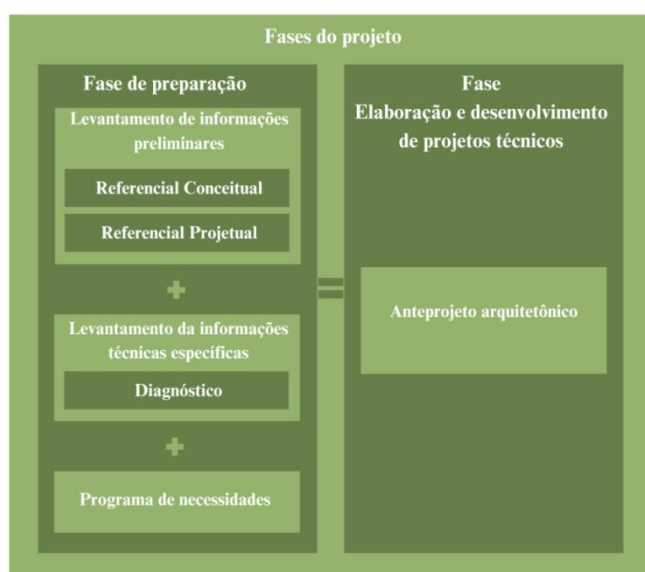 Fases do projeto
Fase de preparação
Levantamento de informações
preliminares
Referencial Conceitual
Referencial Projetual
+
Levantamento da informações
técnicas específicas
Diagnóstico
+
Programa de necessidades
=
Fase
Elaboração e desenvolvimento
de projetos técnicos
Anteprojeto arquitetônico